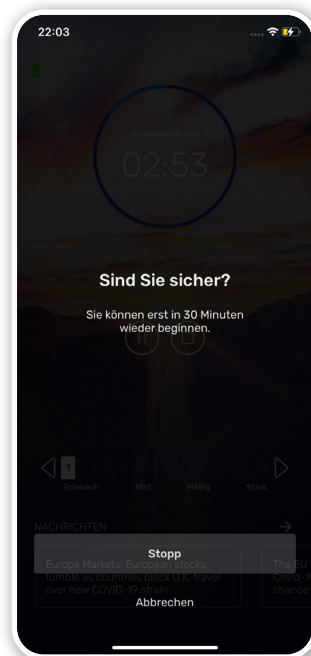 22:03
Verbleibende Zeit
02:53
Sind Sie sicher?
Sie können erst in 30 Minuten
wieder beginnen.
1
Schwach Mild Mäßig Stark
NACHRICHTEN
Stopp
Europe Markets: European stocks
tumble as countries block U.K. travel
over new COVID-19 strain
The EU
Covid-1
chance
Abbrechen